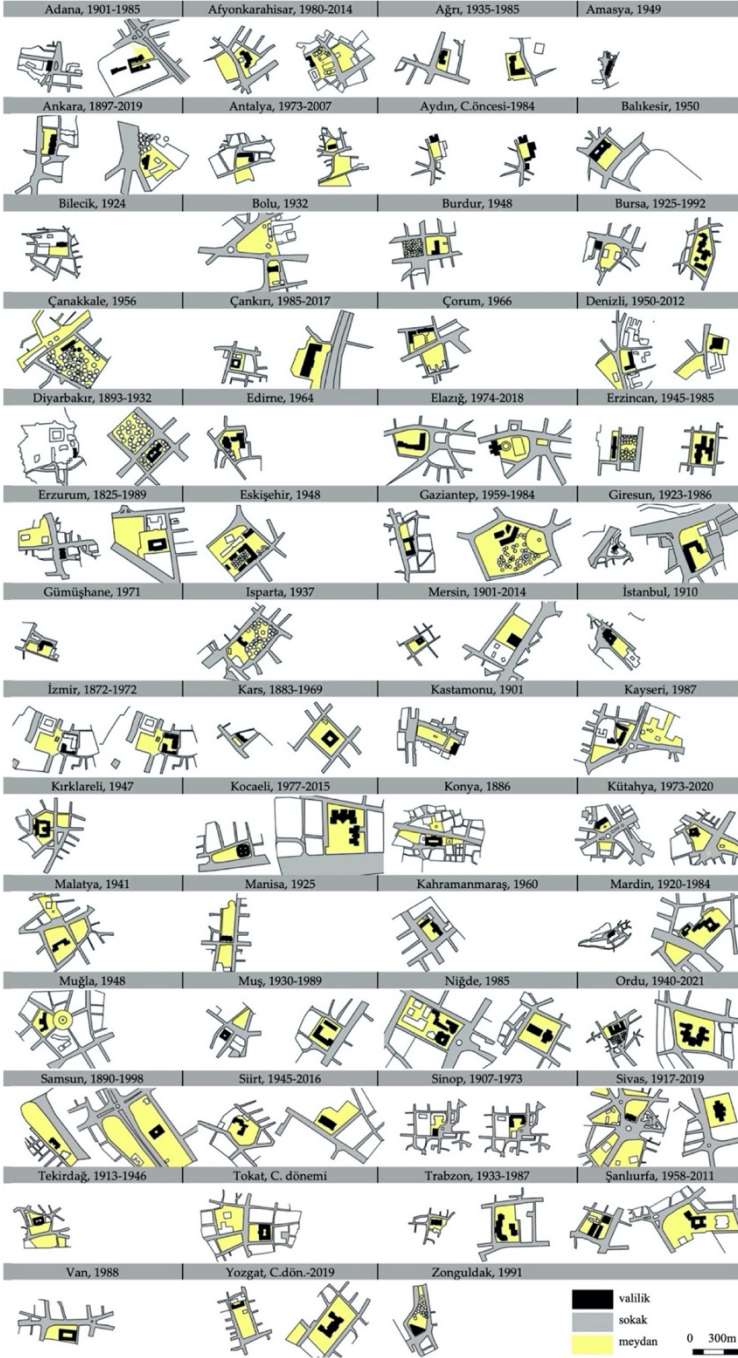 Adana, 1901-1985 Afyonkarahisar, 1980-2014 Ağrı, 1935-1985 Amasya, 1949
Ankara, 1897-2019 Antalya, 1973-2007 Aydın, C.öncesi-1984 Balıkesir, 1950
Bilecik, 1924 Bolu, 1932 Burdur, 1948 Bursa, 1925-1992
Çanakkale, 1956 Çankırı, 1985-2017 Çorum, 1966 Denizli, 1950-2012
Diyarbakır, 1893-1932 Edirne, 1964 Elazığ, 1974-2018 Erzincan, 1945-1985
Erzurum, 1825-1989 Eskişehir, 1948 Gaziantep, 1959-1984 Giresun, 1923-1986
Gümüşhane, 1971 Isparta, 1937 Mersin, 1901-2014 İstanbul, 1910
İzmir, 1872-1972 Kars, 1883-1969 Kastamonu, 1901 Kayseri, 1987
Kırklareli, 1947 Kocaeli, 1977-2015 Konya, 1886 Kütahya, 1973-2020
Malatya, 1941 Manisa, 1925 Kahramanmaraş, 1960 Mardin, 1920-1984
Muğla, 1948 Muş, 1930-1989 Niğde, 1985 Ordu, 1940-2021
Samsun, 1890-1998 Siirt, 1945-2016 Sinop, 1907-1973 Sivas, 1917-2019
Tekirdağ, 1913-1946 Tokat, C. dönemi Trabzon, 1933-1987 Şanlıurfa, 1958-2011
Van, 1988 Yozgat, C.dön.-2019 Zonguldak, 1991
valilik
sokak
meydan
0 300m